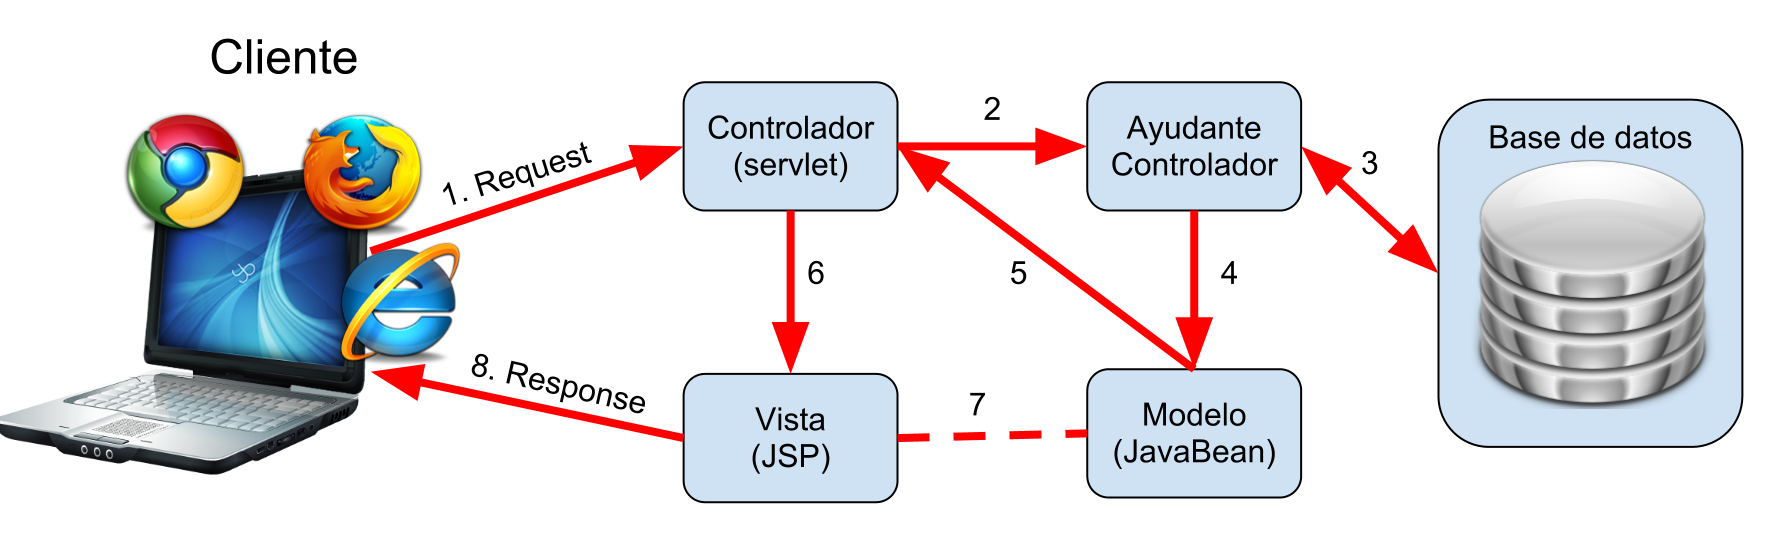 Cliente
1. Request
Controlador
(servlet)
2
Ayudante
Controlador
3
Base de datos
6
5
4
8. Response
Vista
(JSP)
7
Modelo
(JavaBean)